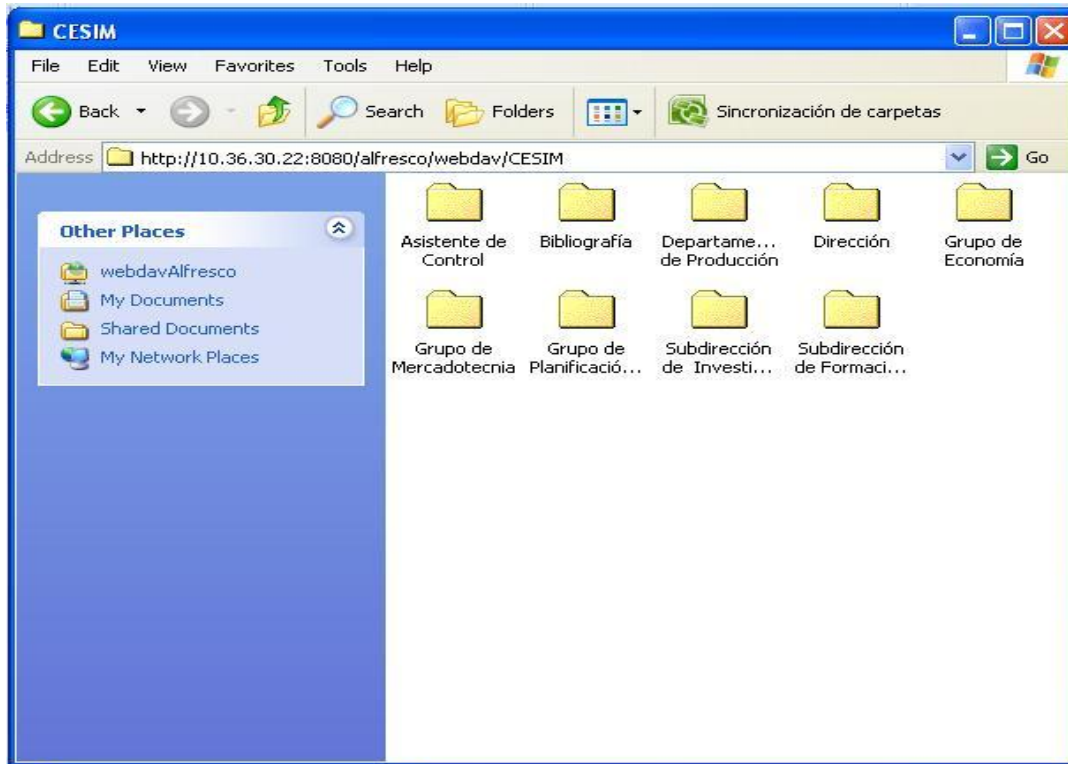 CESIM
File Edit View Favorites Tools Help
Back Search Folders Sincronización de carpetas
Address http://10.36.30.22:8080/alfresco/webdav/CESIM Go
Other Places
webdavAlfresco
My Documents
Shared Documents
My Network Places
Asistente de
Control
Bibliografía
Departame...
de Producción
Dirección
Grupo de
Economía
Grupo de
Mercadotecnia
Grupo de
Planificació...
Subdirección
de Investi...
Subdirección
de Formaci...